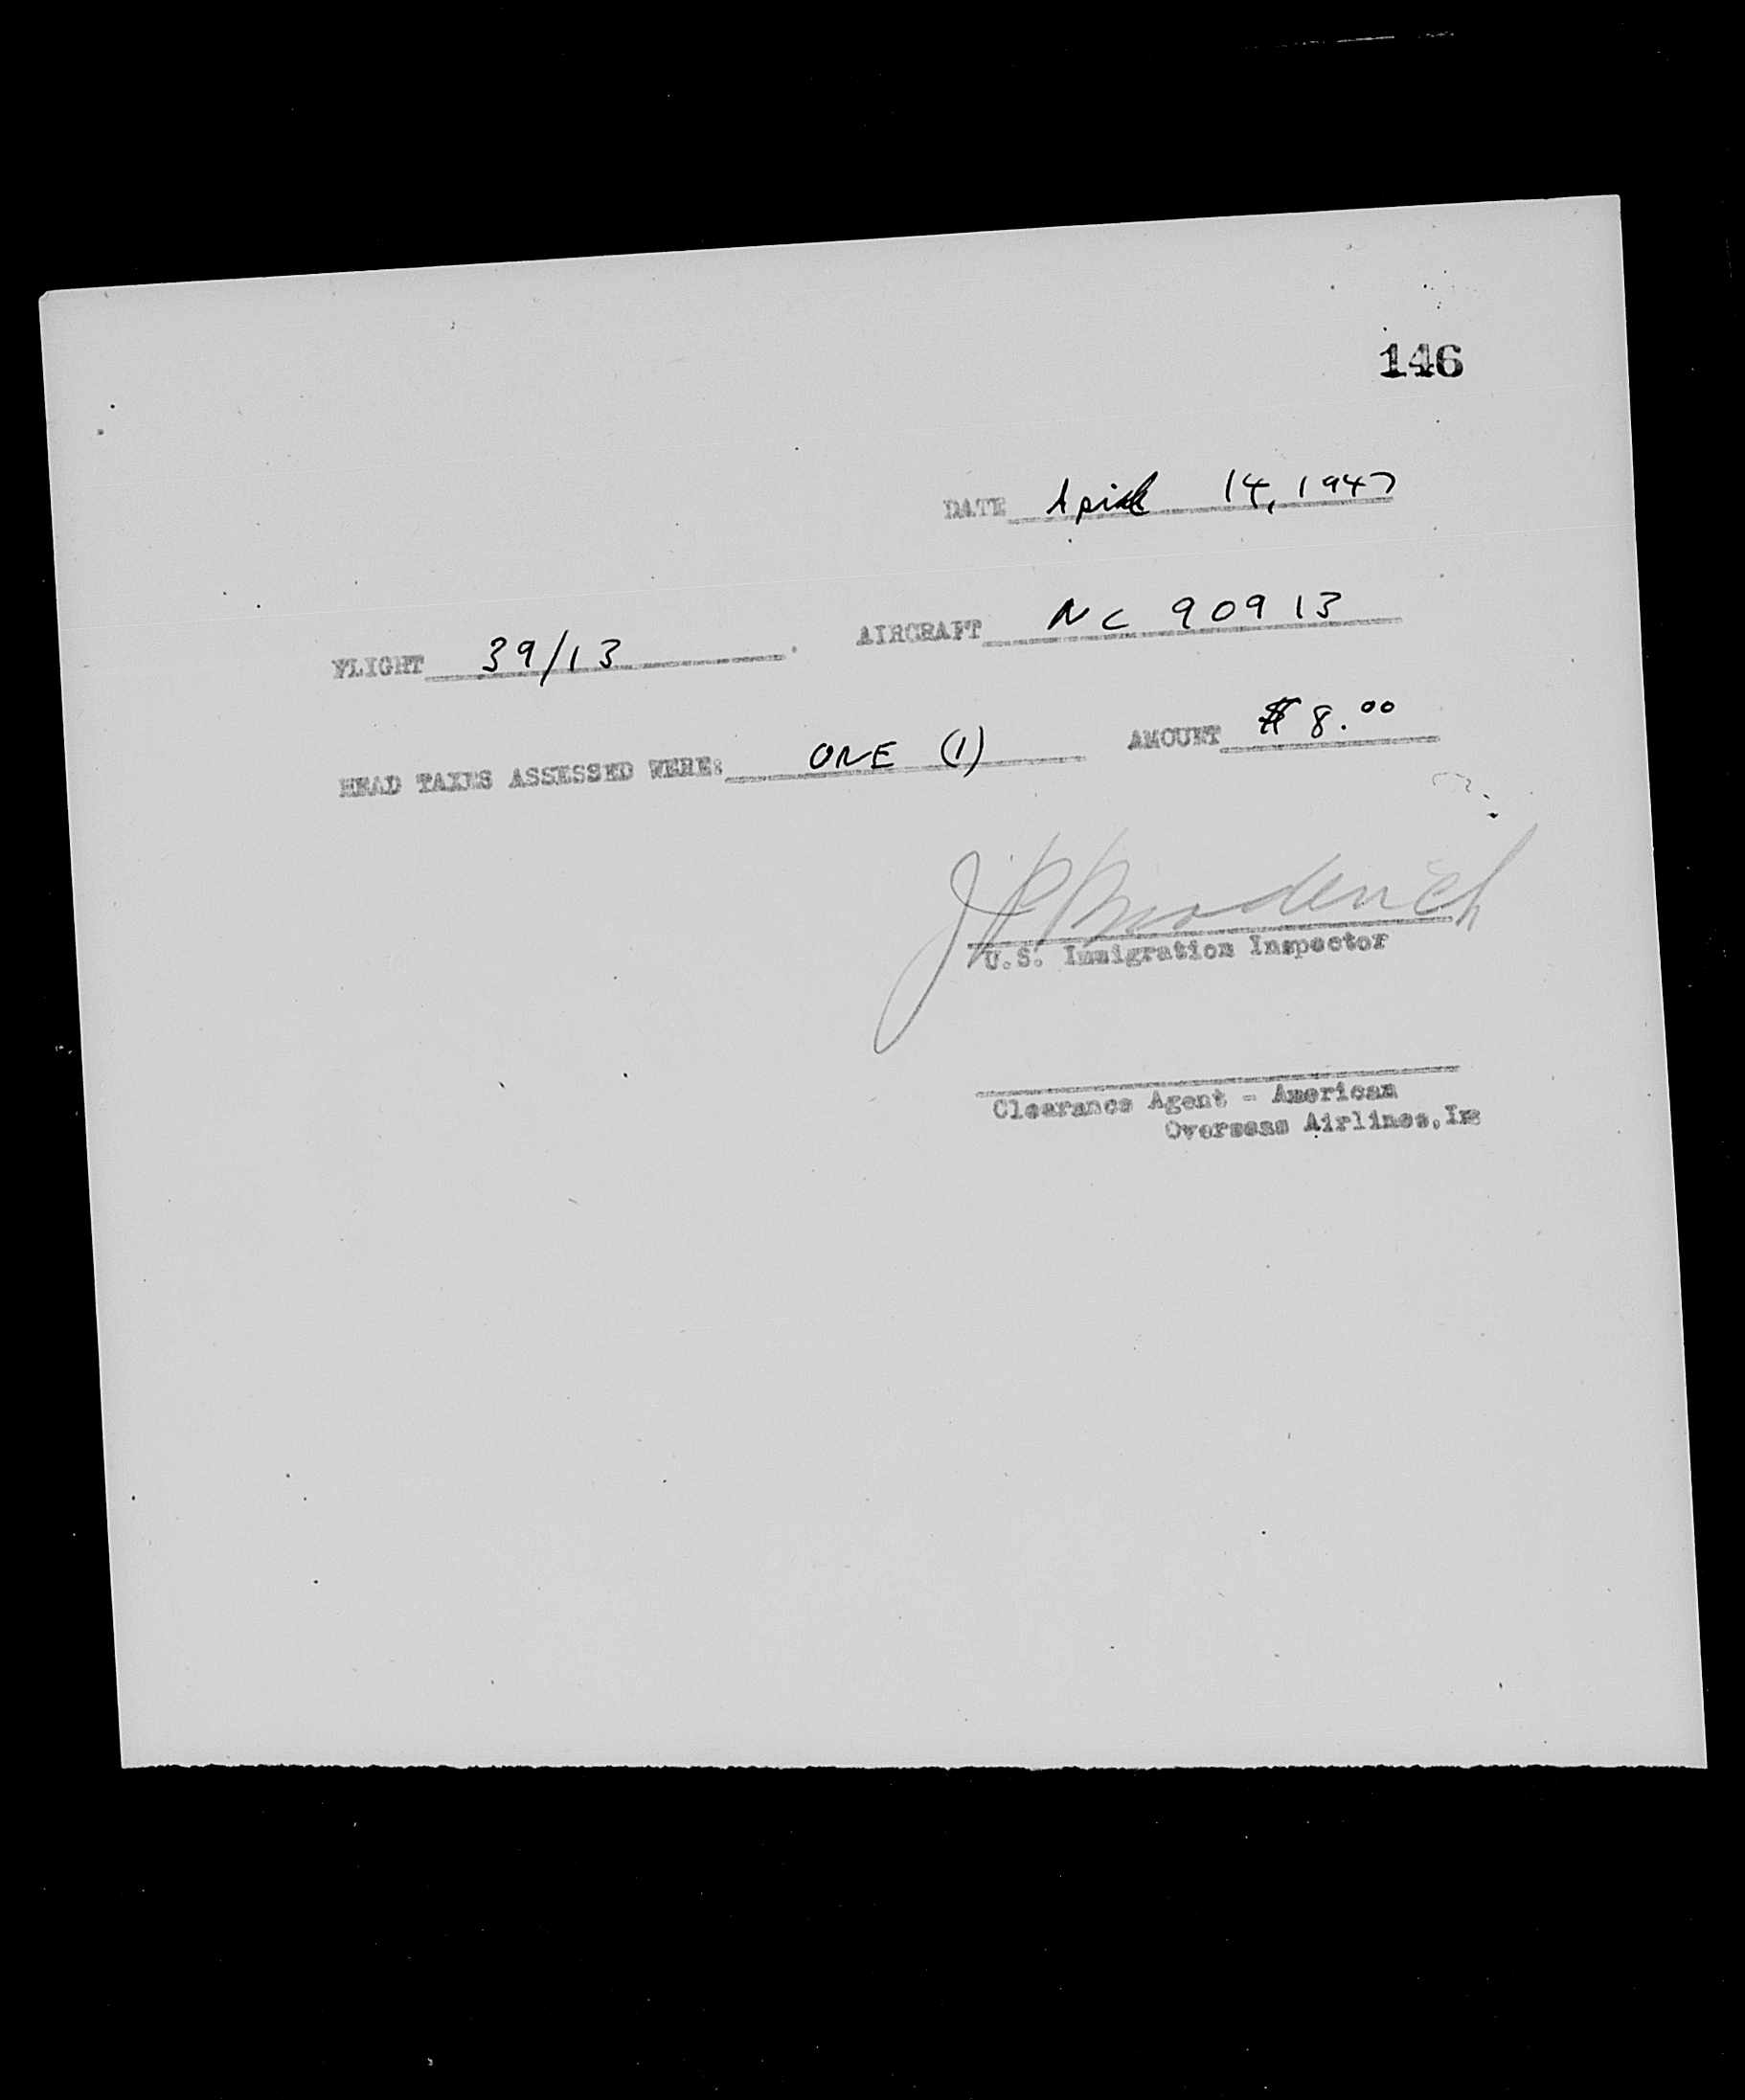 146
DATE April 14, 1947
FLIGHT 39/13 . AIRCRAFT NC 90913
HEAD TAXES ASSESSED WERE: ONE (1) AMOUNT $8.00
J P Broderick
U.S. Immigration Inspector
Clearance Agent - American
Overseas Airlines, Inc